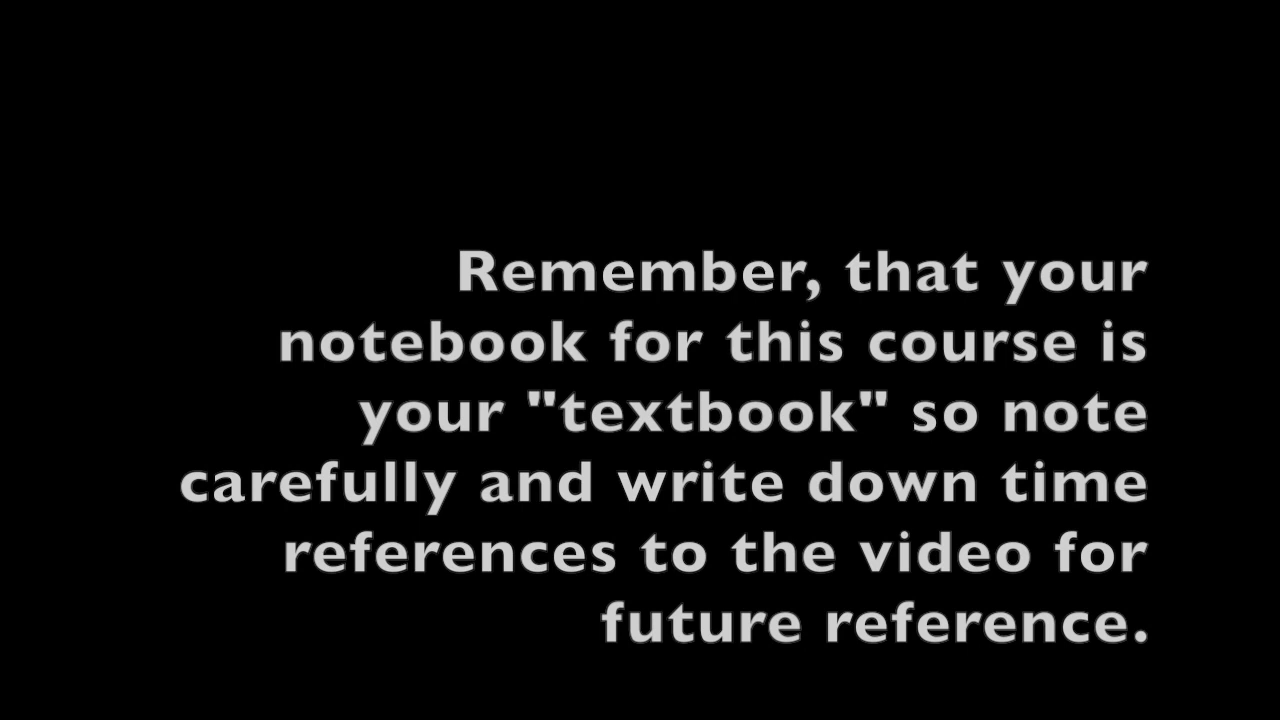 Remember, that your
notebook for this course is
your "textbook" so note
carefully and write down time
references to the video for
future reference.